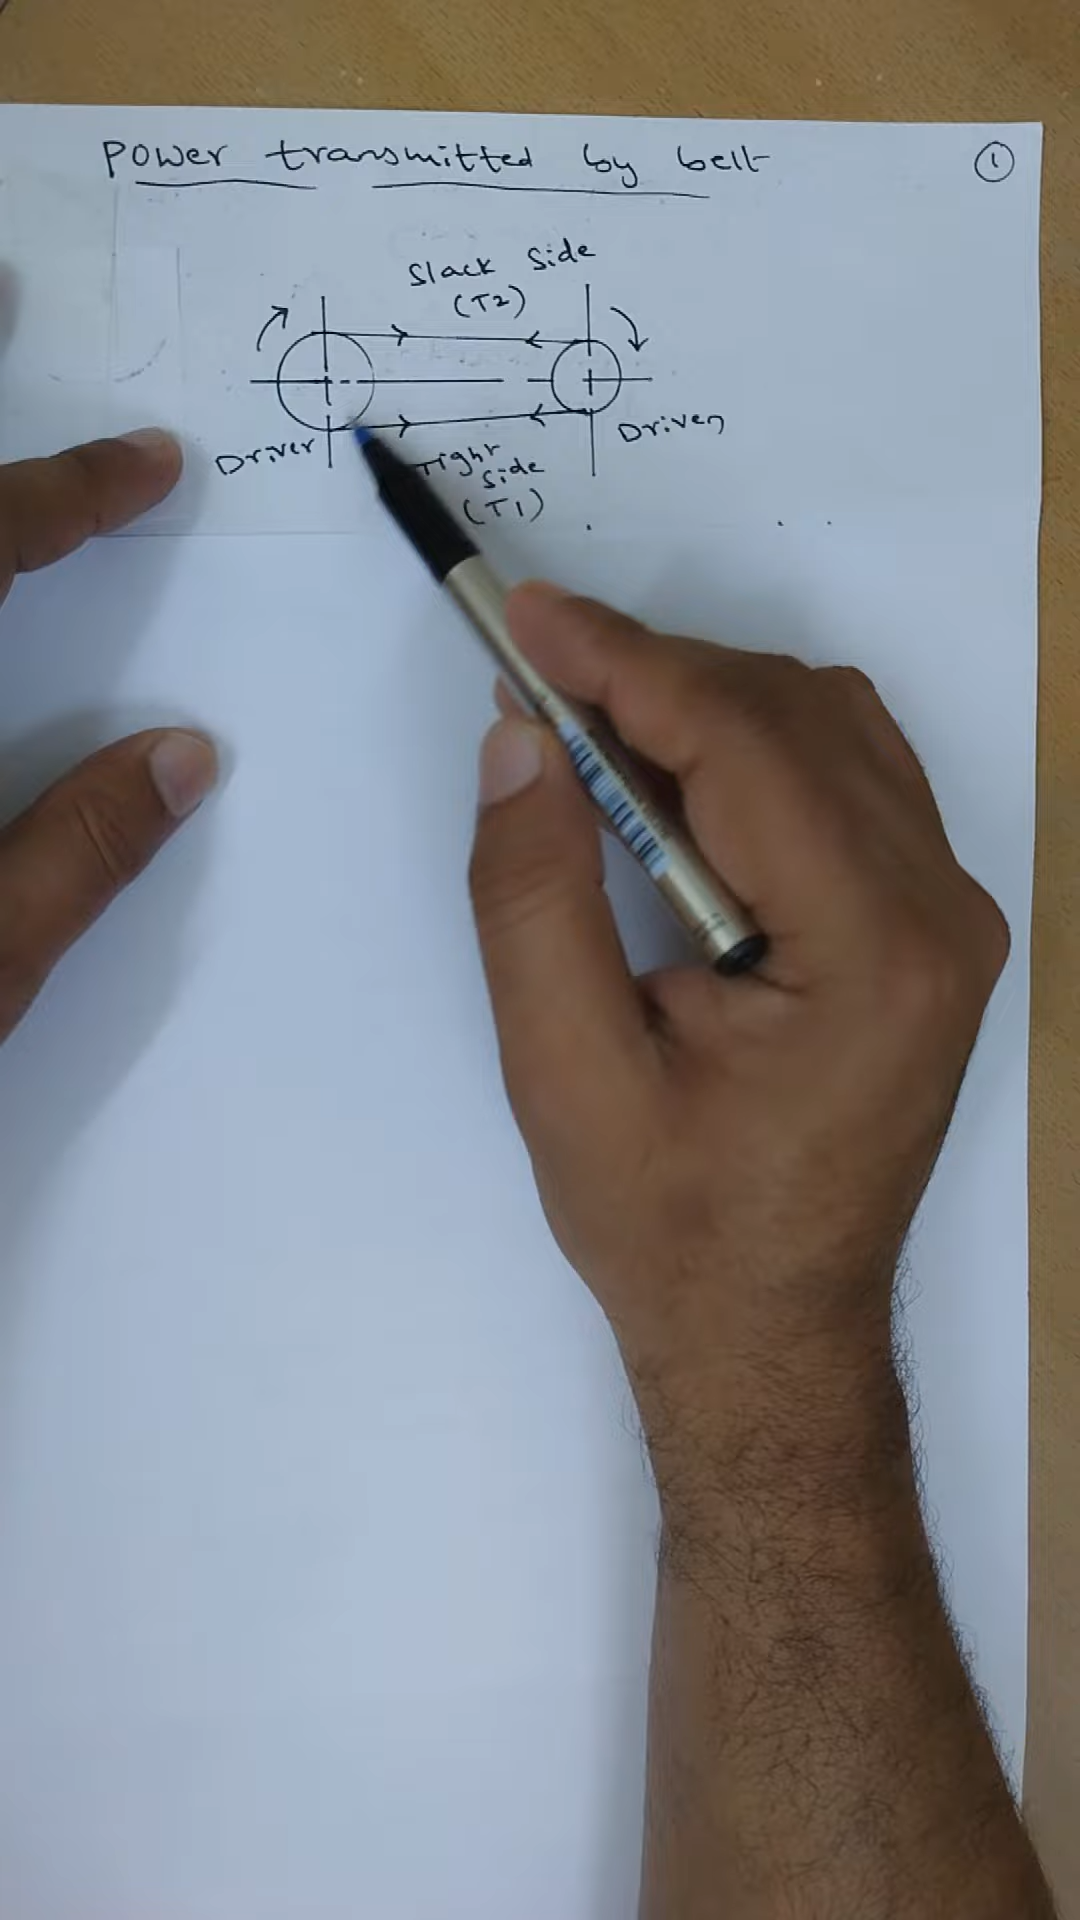 Power transmitted by belt
1
Slack Side
(T2)
Driver
Driven
Tight
Side
(T1)